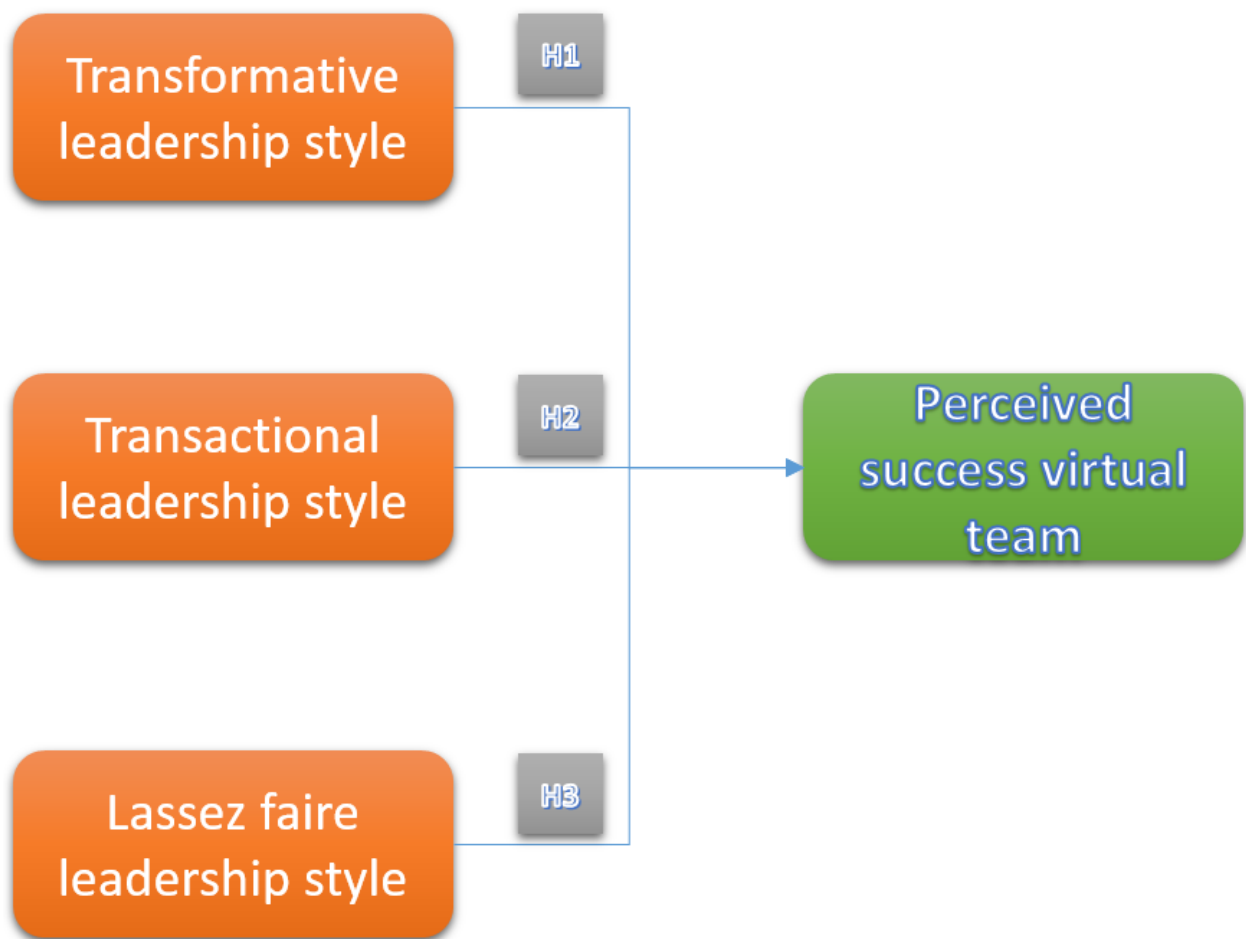 Transformative
leadership style
H1
Transactional
leadership style
H2
Perceived
success virtual
team
Lassez faire
leadership style
H3